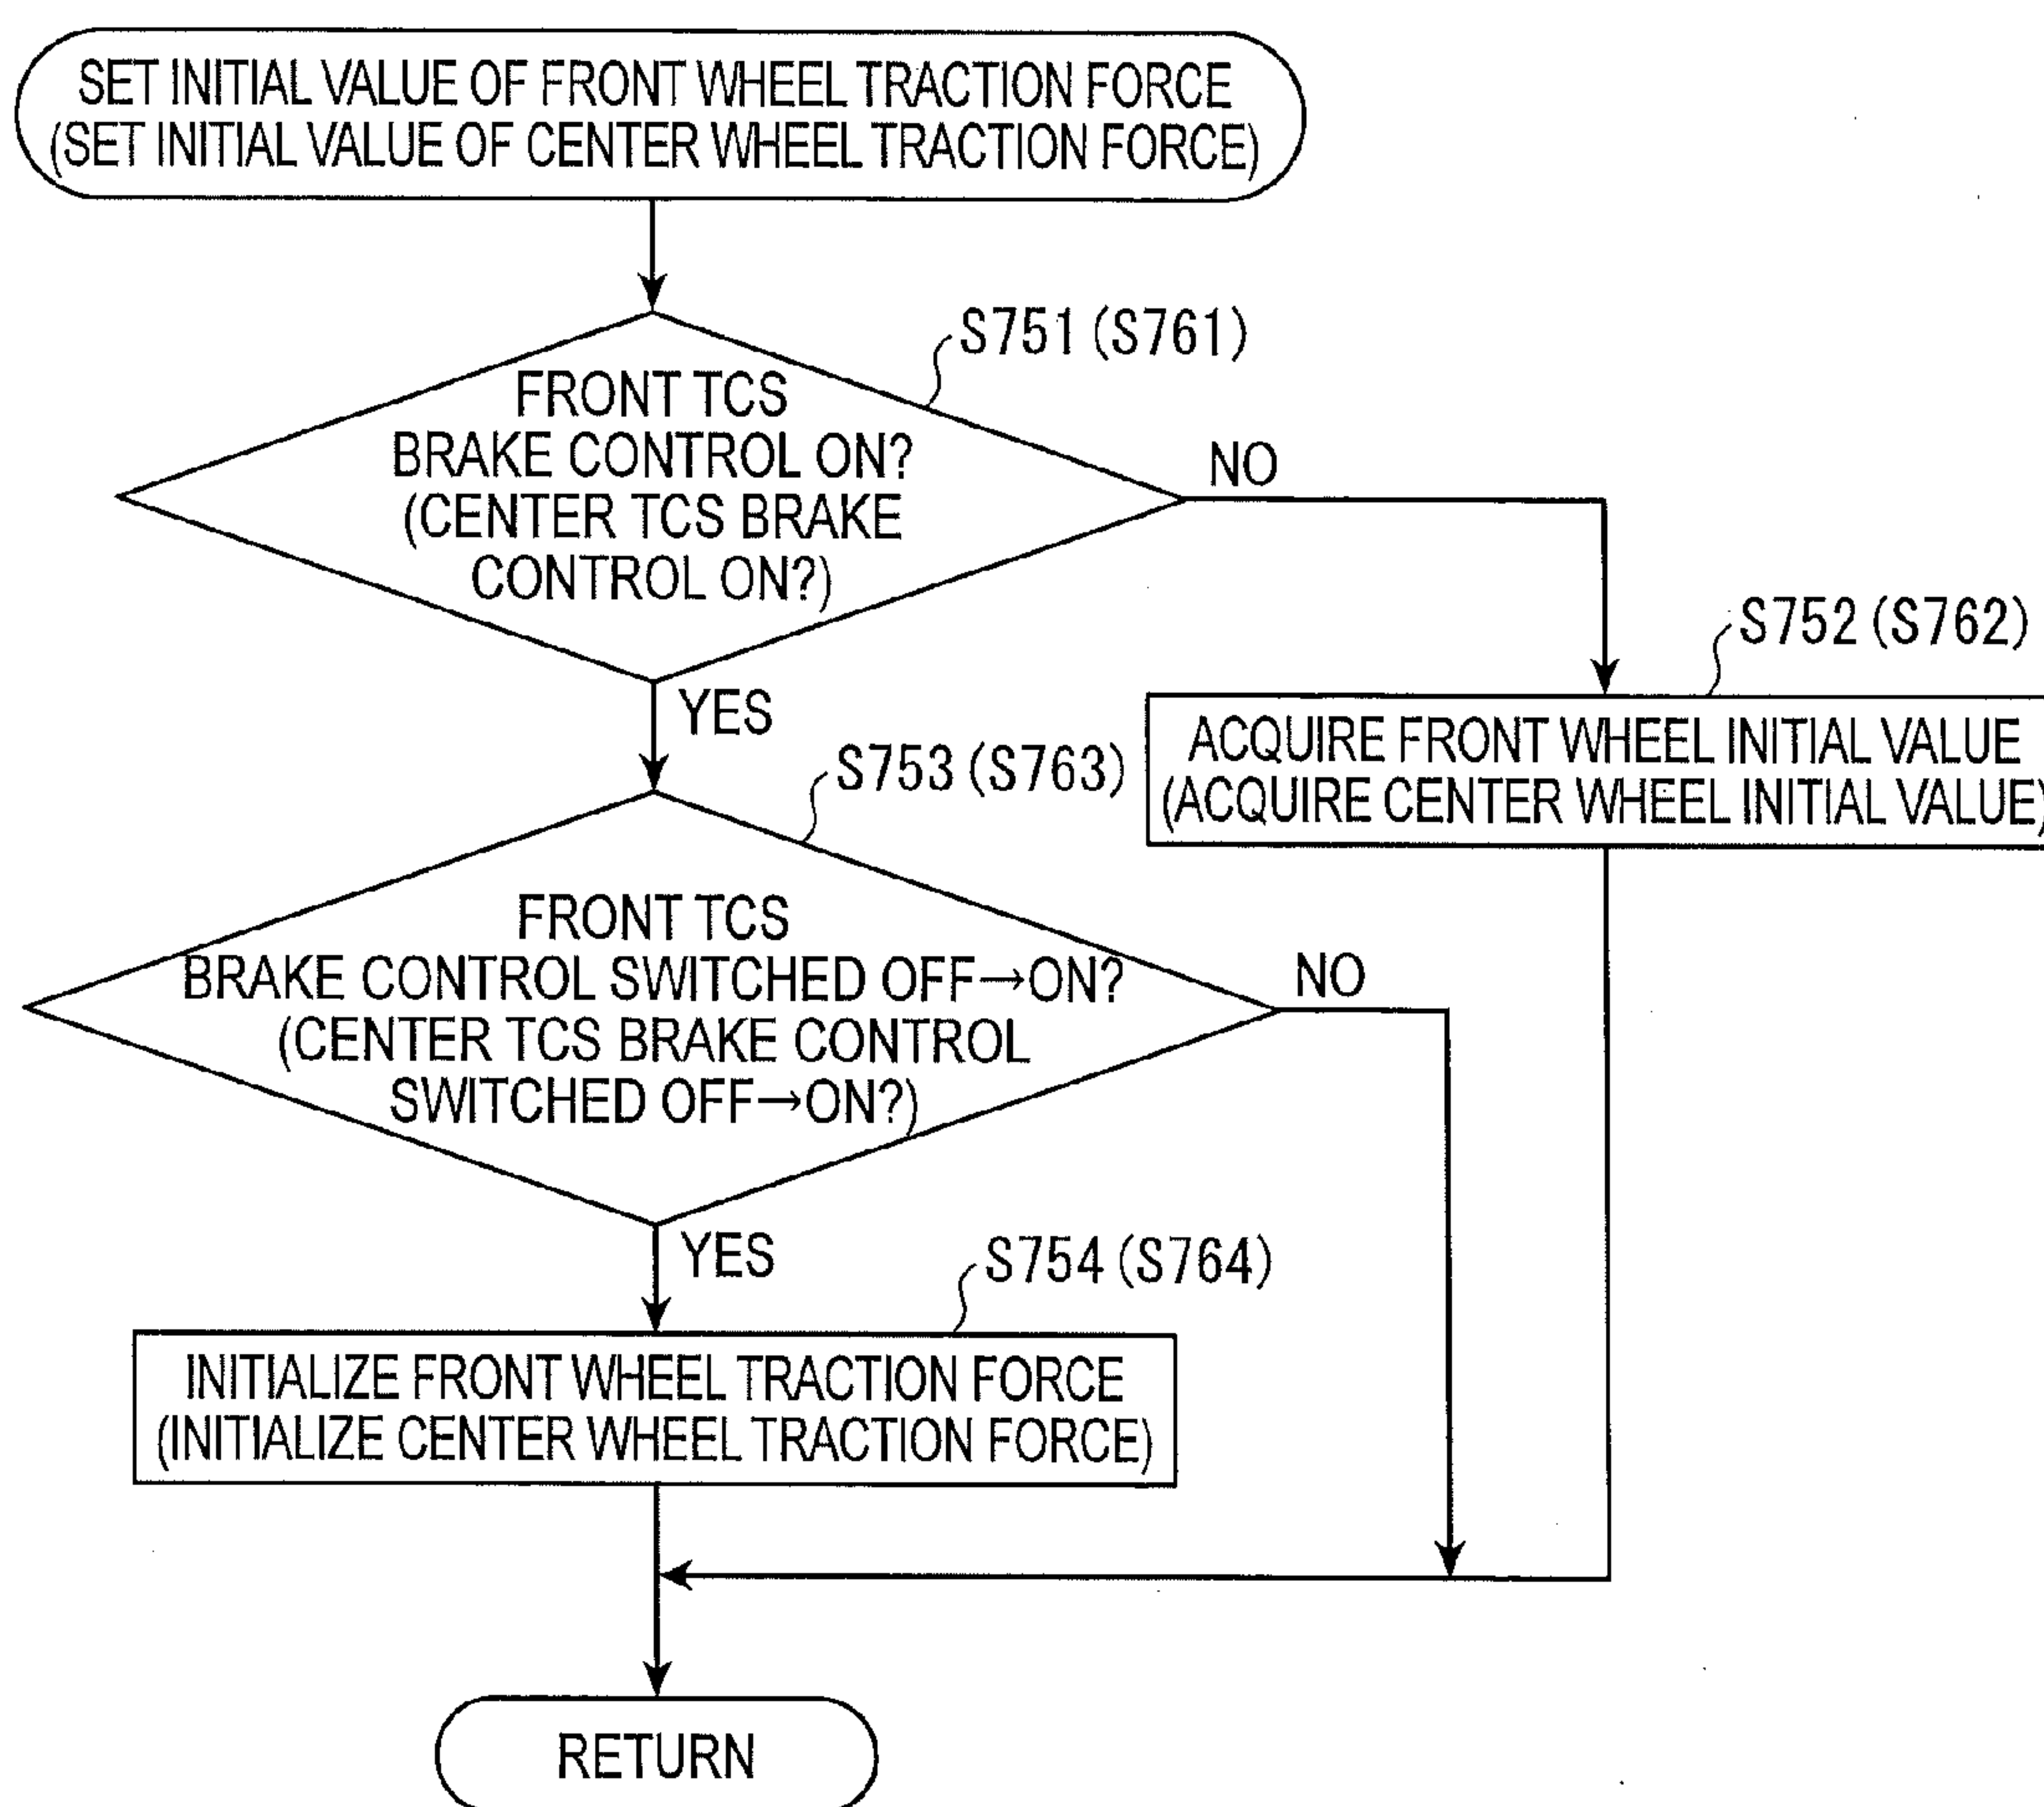 SET INITIAL VALUE OF FRONT WHEEL TRACTION FORCE
(SET INITIAL VALUE OF CENTER WHEEL TRACTION FORCE)
S751 (S761)
FRONT TCS
BRAKE CONTROL ON?
(CENTER TCS BRAKE
CONTROL ON?)
NO
YES
S752 (S762)
ACQUIRE FRONT WHEEL INITIAL VALUE
(ACQUIRE CENTER WHEEL INITIAL VALUE)
S753 (S763)
FRONT TCS
BRAKE CONTROL SWITCHED OFF→ON?
(CENTER TCS BRAKE CONTROL
SWITCHED OFF→ON?)
NO
YES
S754 (S764)
INITIALIZE FRONT WHEEL TRACTION FORCE
(INITIALIZE CENTER WHEEL TRACTION FORCE)
RETURN